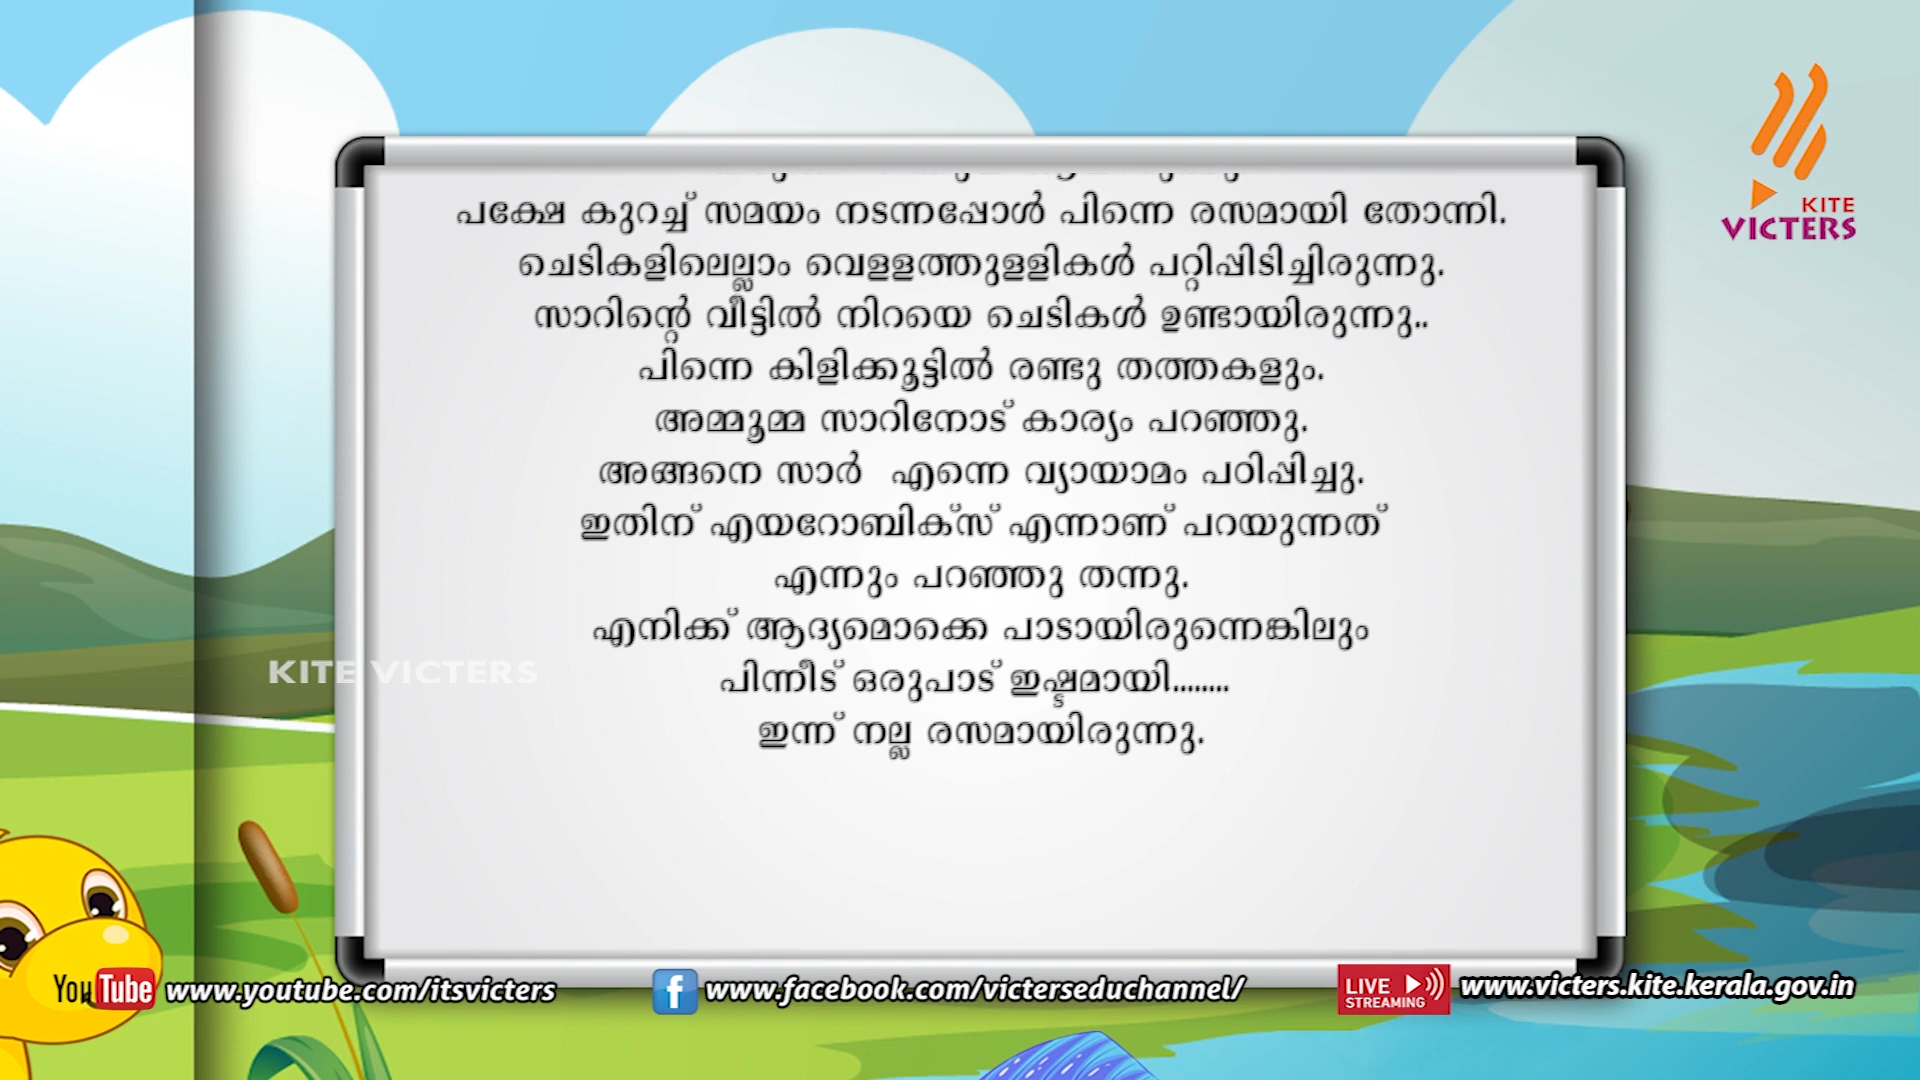 പക്ഷേ കുറച്ച് സമയം നടന്നപ്പോൾ പിന്നെ രസമായി തോന്നി.
ചെടികളിലെല്ലാം വെളളത്തുളളികൾ പറ്റിപ്പിടിച്ചിരുന്നു.
സാറിന്റെ വീട്ടിൽ നിറയെ ചെടികൾ ഉണ്ടായിരുന്നു..
പിന്നെ കിളിക്കൂട്ടിൽ രണ്ടു തത്തകളും.
അമ്മൂമ്മ സാറിനോട് കാര്യം പറഞ്ഞു.
അങ്ങനെ സാർ എന്നെ വ്യായാമം പഠിപ്പിച്ചു.
ഇതിന് എയറോബിക്സ് എന്നാണ് പറയുന്നത്
എന്നും പറഞ്ഞു തന്നു.
എനിക്ക് ആദ്യമൊക്കെ പാടായിരുന്നെങ്കിലും
പിന്നീട് ഒരുപാട് ഇഷ്ടമായി........
ഇന്ന് നല്ല രസമായിരുന്നു.
KITE
VICTERS
KITE VICTERS
YouTube www.youtube.com/itsvicters
f www.facebook.com/victerseduchannel/
LIVE STREAMING www.victers.kite.kerala.gov.in